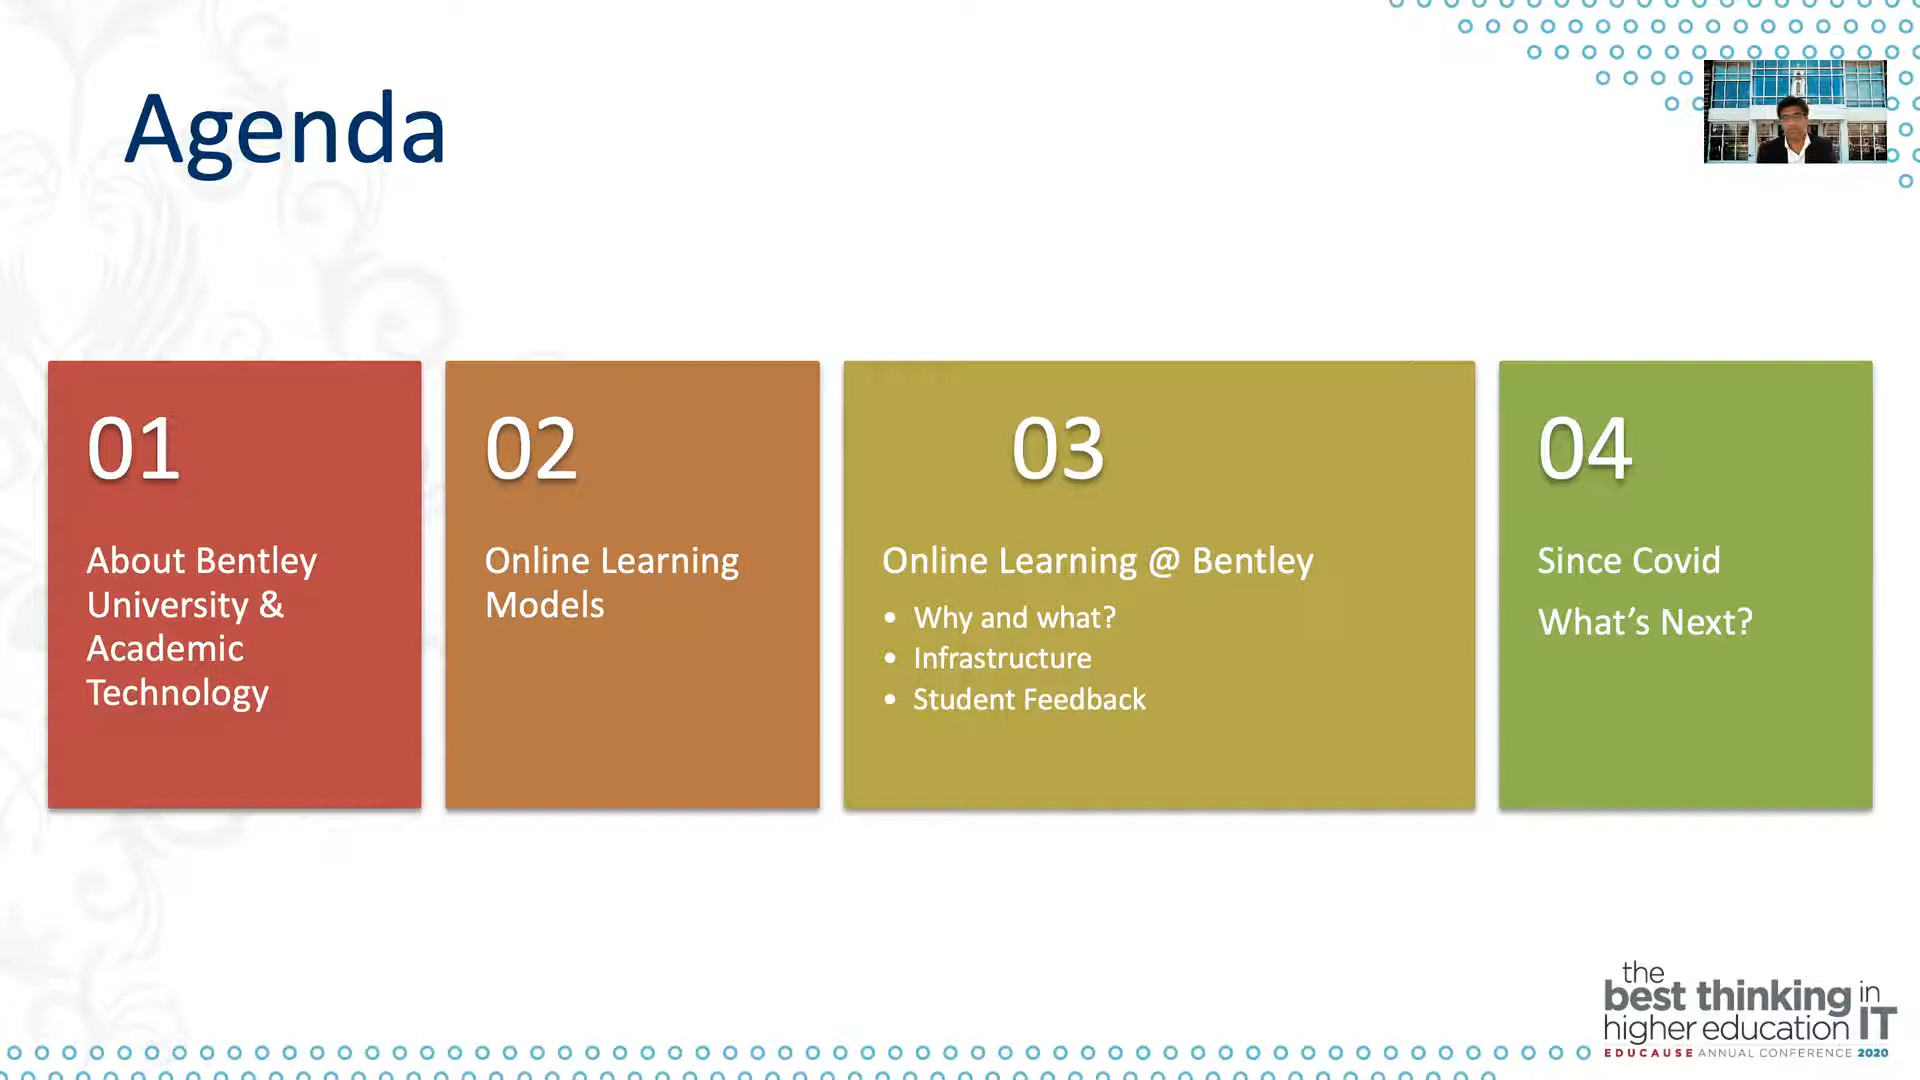 Agenda
01
About Bentley
University &
Academic
Technology
02
Online Learning
Models
03
Online Learning @ Bentley
• Why and what?
• Infrastructure
• Student Feedback
04
Since Covid
What’s Next?
the
best thinking in
higher education IT
EDUCAUSE ANNUAL CONFERENCE 2020